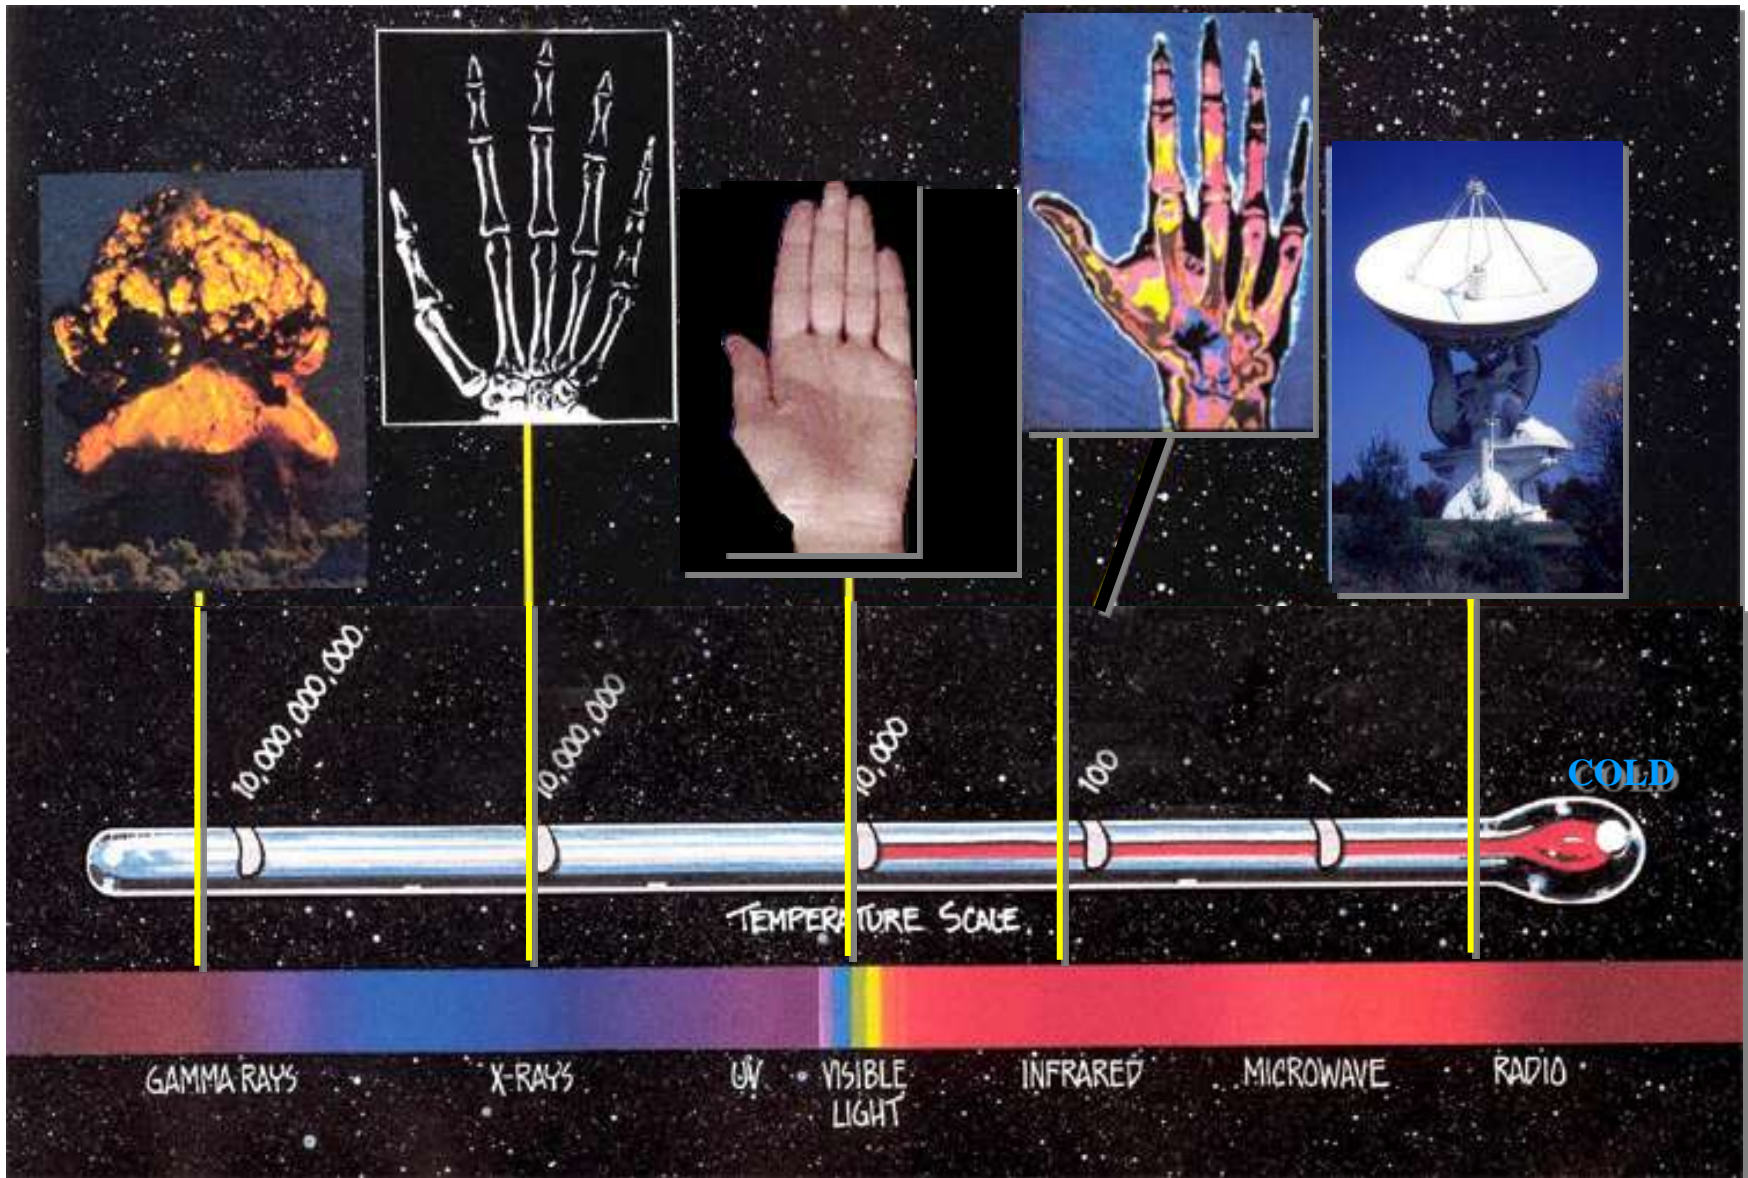 10,000,000,000.
10,000,000
10,000
100
1
COLD
TEMPERATURE SCALE
GAMMA RAYS
X-RAYS
UV
VISIBLE
LIGHT
INFRARED
MICROWAVE
RADIO